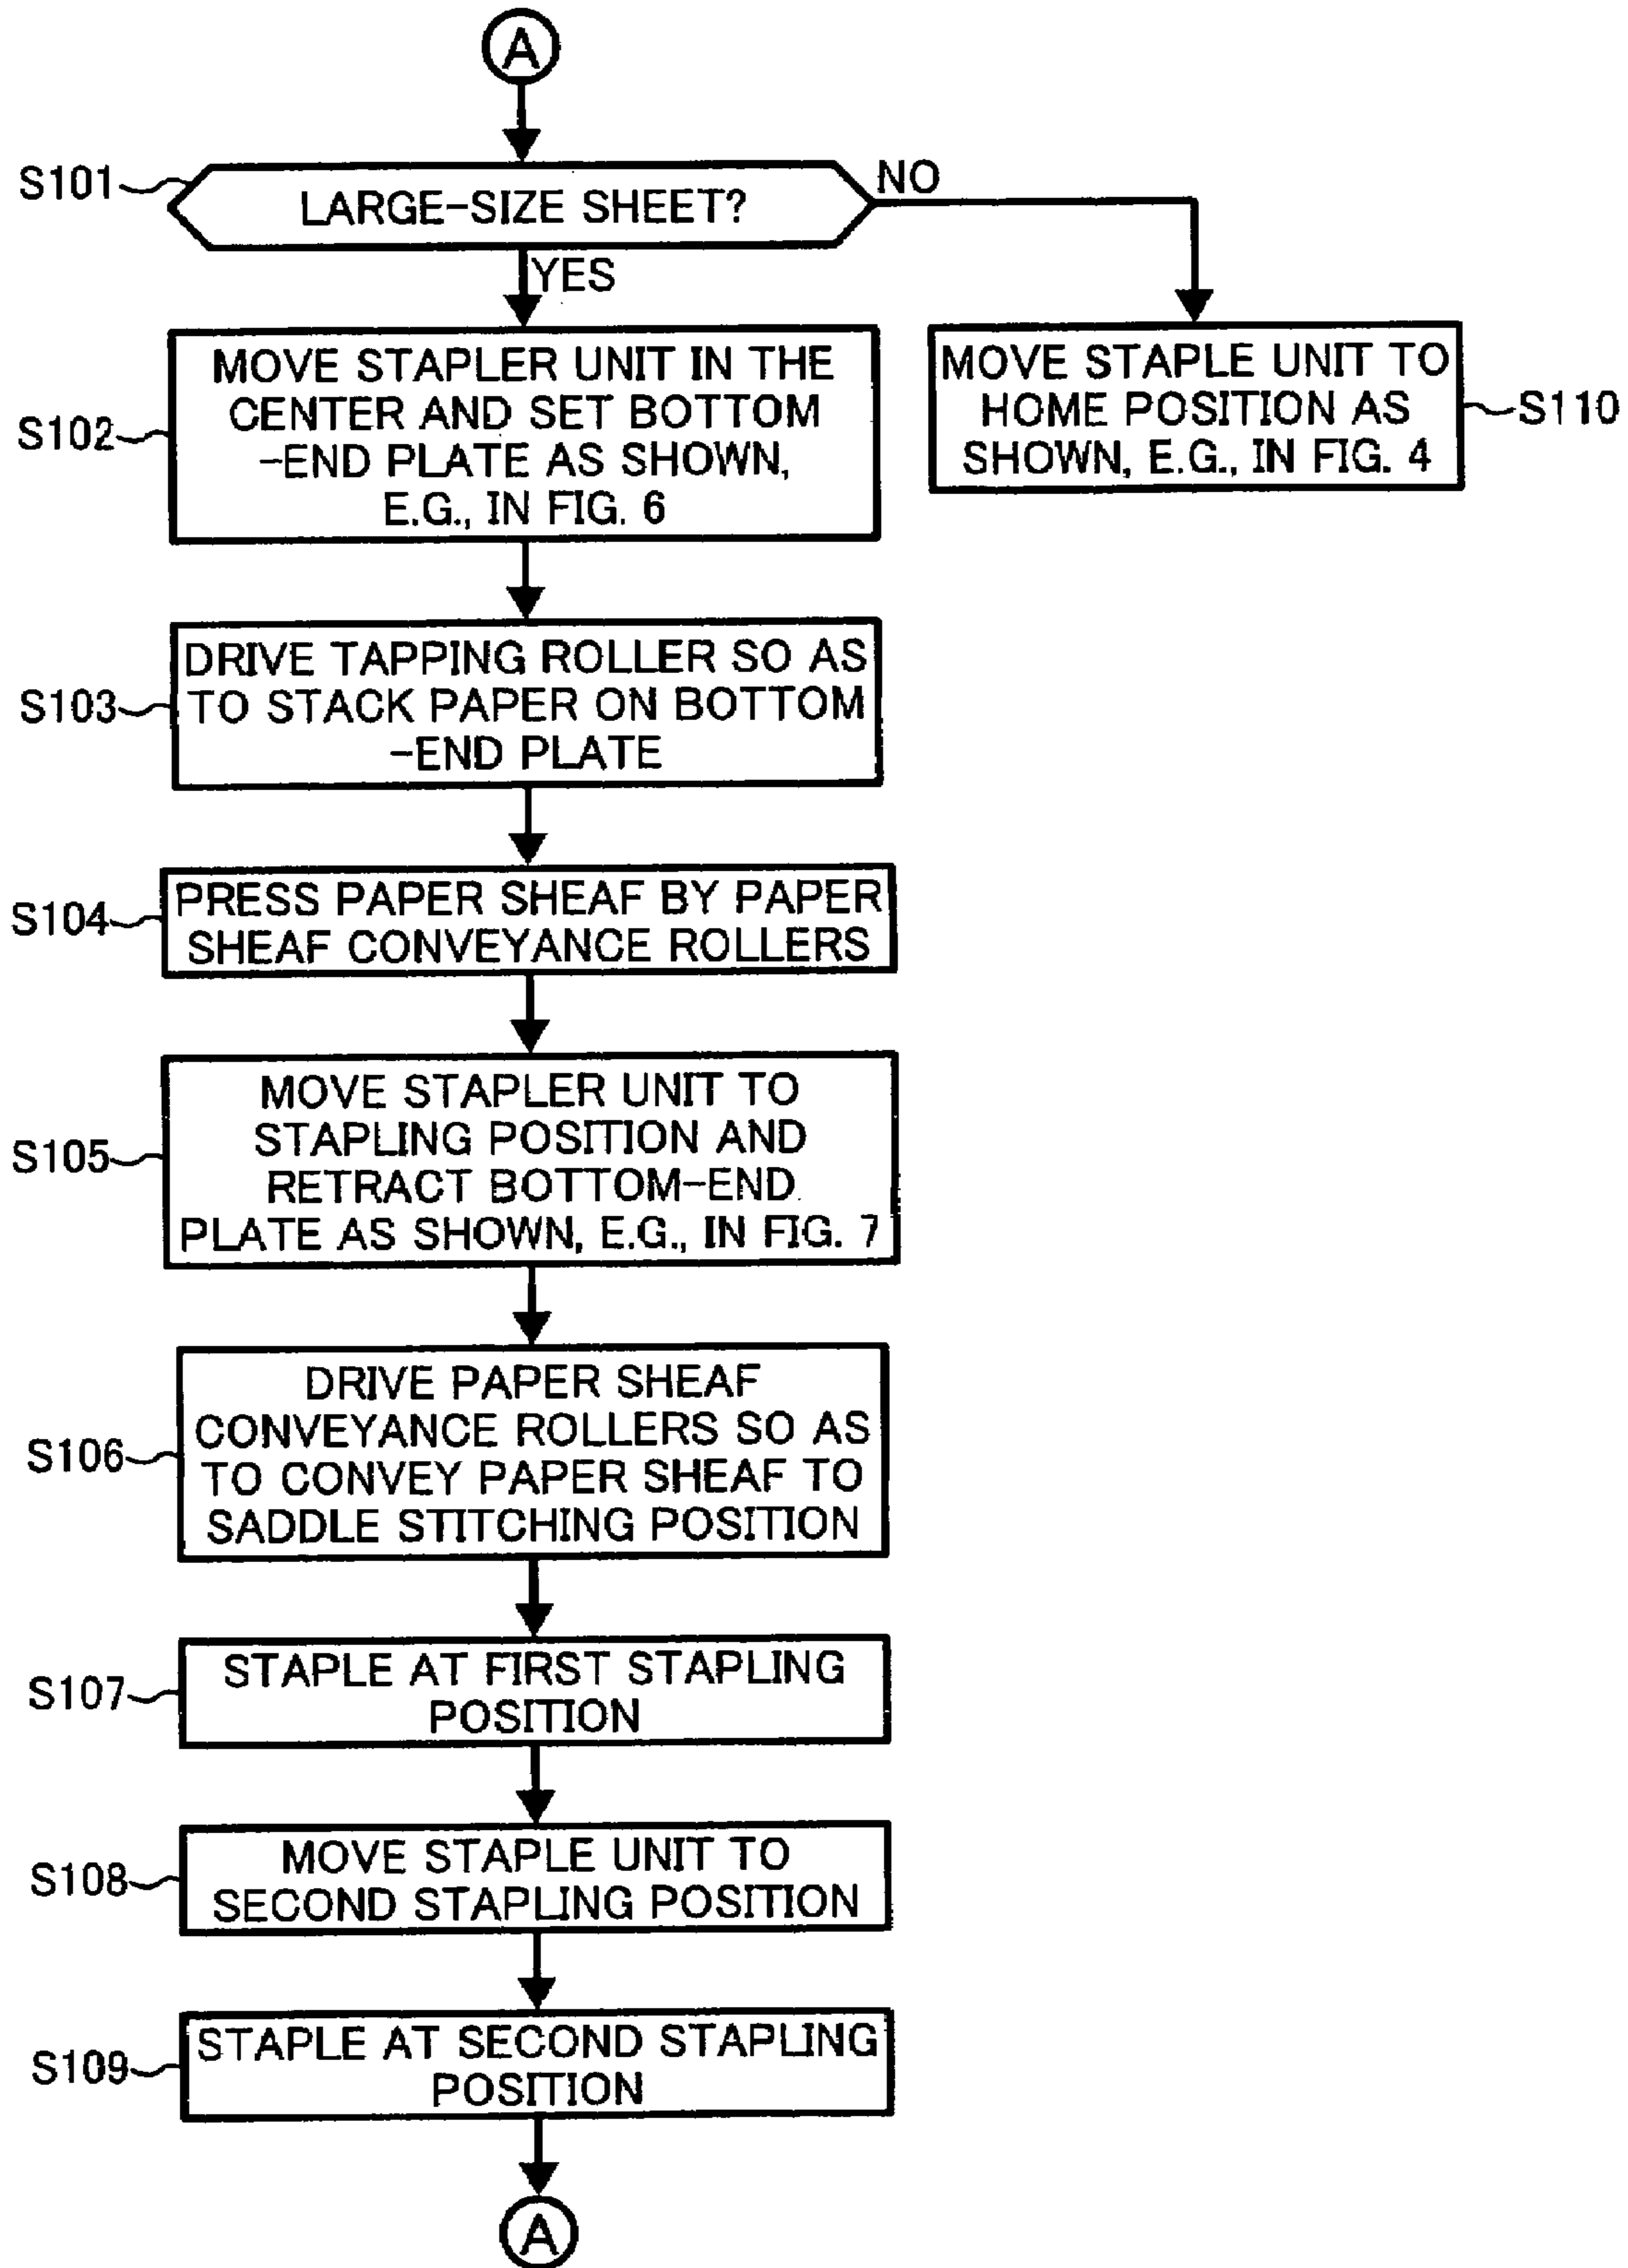 A
S101
LARGE-SIZE SHEET?
NO
YES
S102
MOVE STAPLER UNIT IN THE
CENTER AND SET BOTTOM
-END PLATE AS SHOWN,
E.G., IN FIG. 6
MOVE STAPLE UNIT TO
HOME POSITION AS
SHOWN, E.G., IN FIG. 4
S110
S103
DRIVE TAPPING ROLLER SO AS
TO STACK PAPER ON BOTTOM
-END PLATE
S104
PRESS PAPER SHEAF BY PAPER
SHEAF CONVEYANCE ROLLERS
S105
MOVE STAPLER UNIT TO
STAPLING POSITION AND
RETRACT BOTTOM-END
PLATE AS SHOWN, E.G., IN FIG. 7
S106
DRIVE PAPER SHEAF
CONVEYANCE ROLLERS SO AS
TO CONVEY PAPER SHEAF TO
SADDLE STITCHING POSITION
S107
STAPLE AT FIRST STAPLING
POSITION
S108
MOVE STAPLE UNIT TO
SECOND STAPLING POSITION
S109
STAPLE AT SECOND STAPLING
POSITION
A